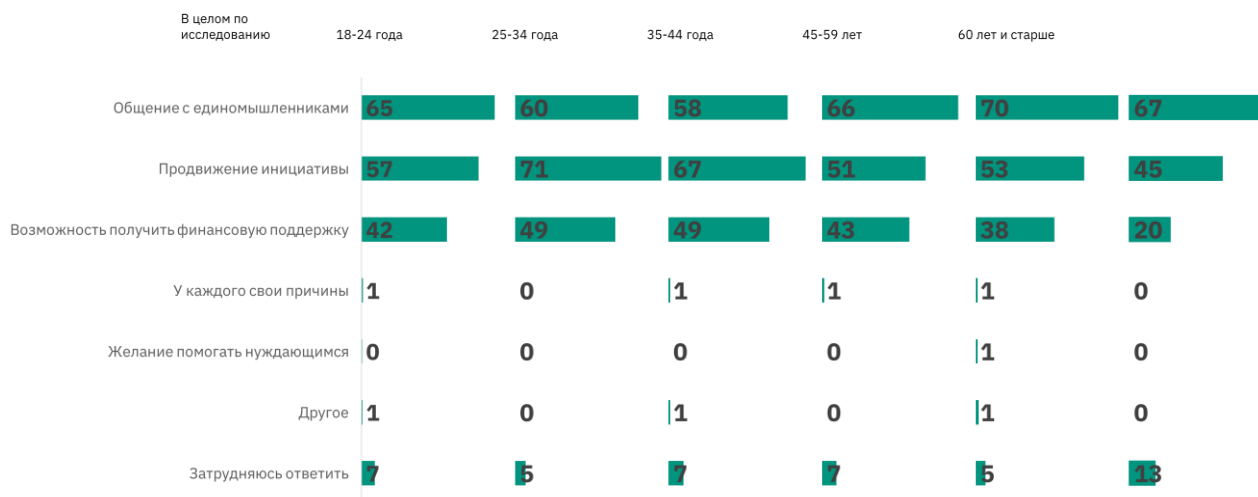 В целом по
исследованию
18-24 года
25-34 года
35-44 года
45-59 лет
60 лет и старше
Общение с единомышленниками 65 60 58 66 70 67
Продвижение инициативы 57 71 67 51 53 45
Возможность получить финансовую поддержку 42 49 49 43 38 20
У каждого свои причины 1 0 1 1 1 0
Желание помогать нуждающимся 0 0 0 0 1 0
Другое 1 0 1 0 1 0
Затрудняюсь ответить 7 5 7 7 5 13